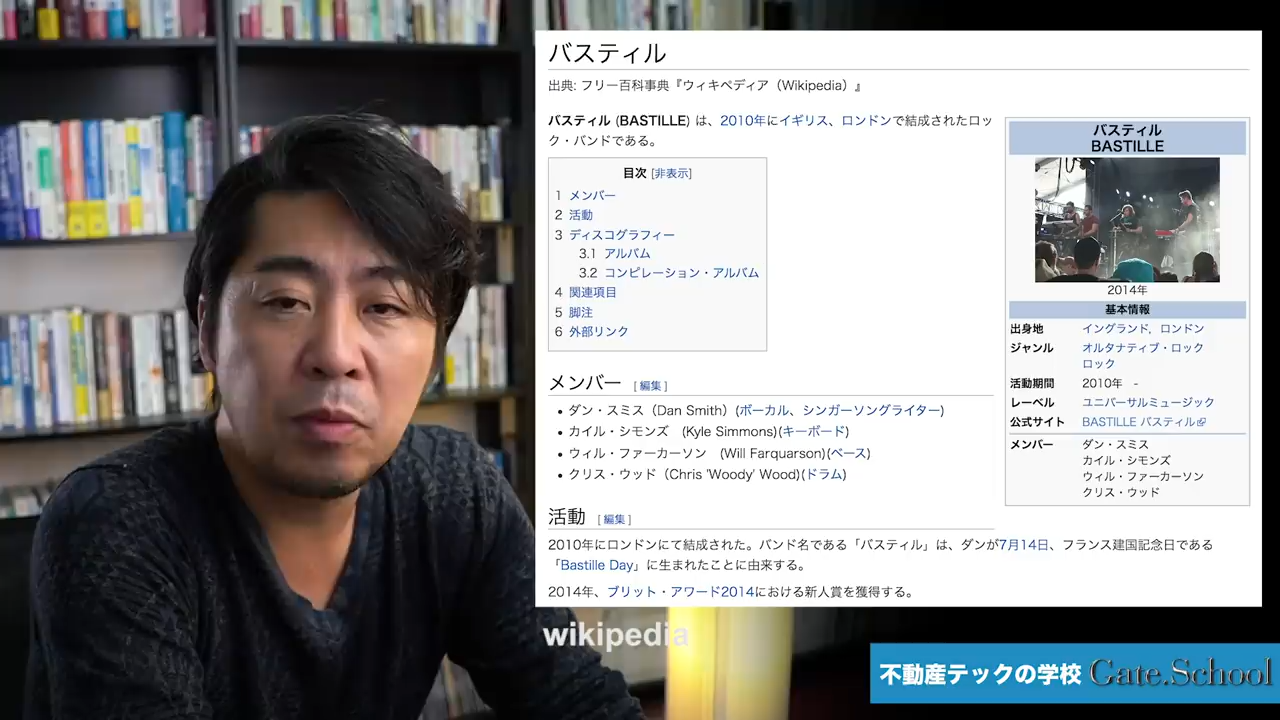 バスティル
出典: フリー百科事典『ウィキペディア（Wikipedia）』
バスティル (BASTILLE) は、2010年にイギリス、ロンドンで結成されたロッ
ク・バンドである。
目次 [非表示]
1 メンバー
2 活動
3 ディスコグラフィー
3.1 アルバム
3.2 コンピレーション・アルバム
4 関連項目
5 脚注
6 外部リンク
バスティル
BASTILLE
2014年
基本情報
出身地 イングランド, ロンドン
ジャンル オルタナティブ・ロック
ロック
活動期間 2010年 -
レーベル ユニバーサルミュージック
公式サイト BASTILLE バスティル
メンバー ダン・スミス
カイル・シモンズ
ウィル・ファーカーソン
クリス・ウッド
メンバー [編集]
• ダン・スミス（Dan Smith）(ボーカル、シンガーソングライター)
• カイル・シモンズ (Kyle Simmons)(キーボード)
• ウィル・ファーカーソン (Will Farquarson)(ベース)
• クリス・ウッド（Chris 'Woody' Wood)(ドラム)
活動 [編集]
2010年にロンドンにて結成された。バンド名である「バスティル」は、ダンが7月14日、フランス建国記念日である
「Bastille Day」に生まれたことに由来する。
2014年、ブリット・アワード2014における新人賞を獲得する。
wikipedia
不動産テックの学校 Gate.School